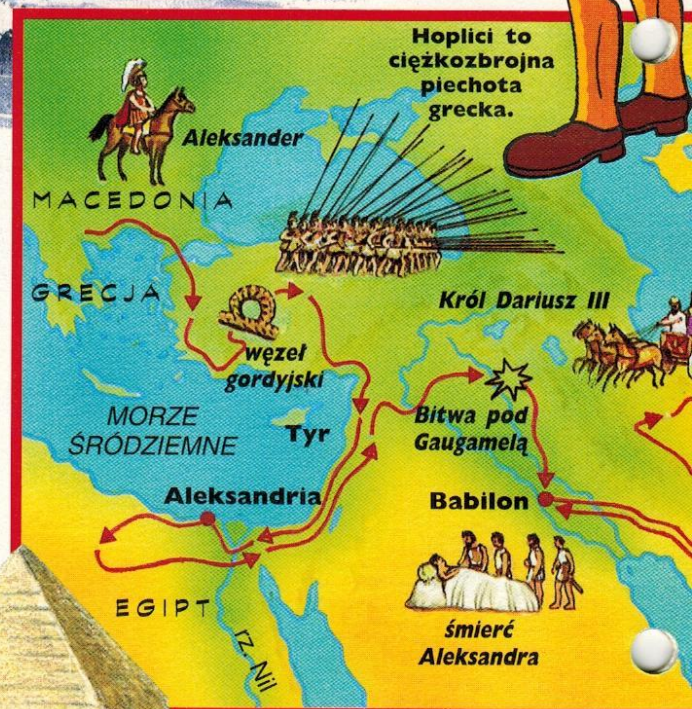 Hoplici to
ciężkozbrojna
piechota
grecka.
Aleksander
MACEDONIA
GRECJA
węzeł
gordyjski
Król Dariusz III
MORZE
ŚRÓDZIEMNE
Tyr
Bitwa pod
Gaugamelą
Aleksandria
Babilon
EGIPT
rz. Nil
śmierć
Aleksandra